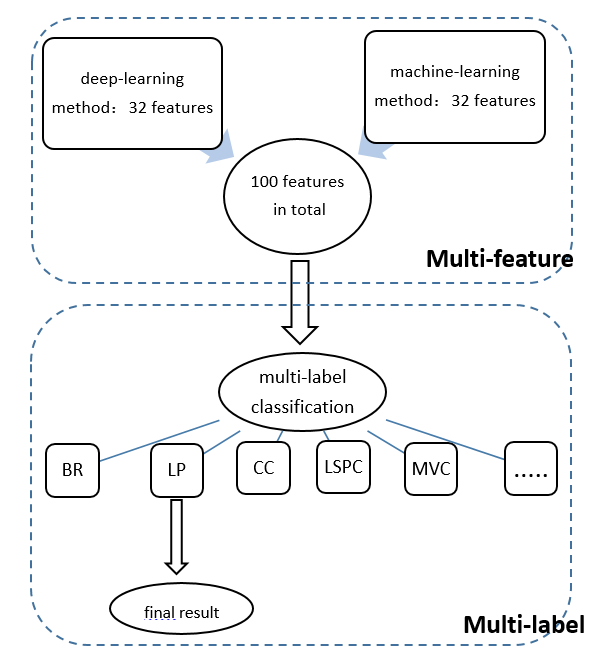 deep-learning
method：32 features
machine-learning
method：32 features
100 features
in total
Multi-feature
multi-label
classification
BR
LP
CC
LSPC
MVC
.....
final result
Multi-label